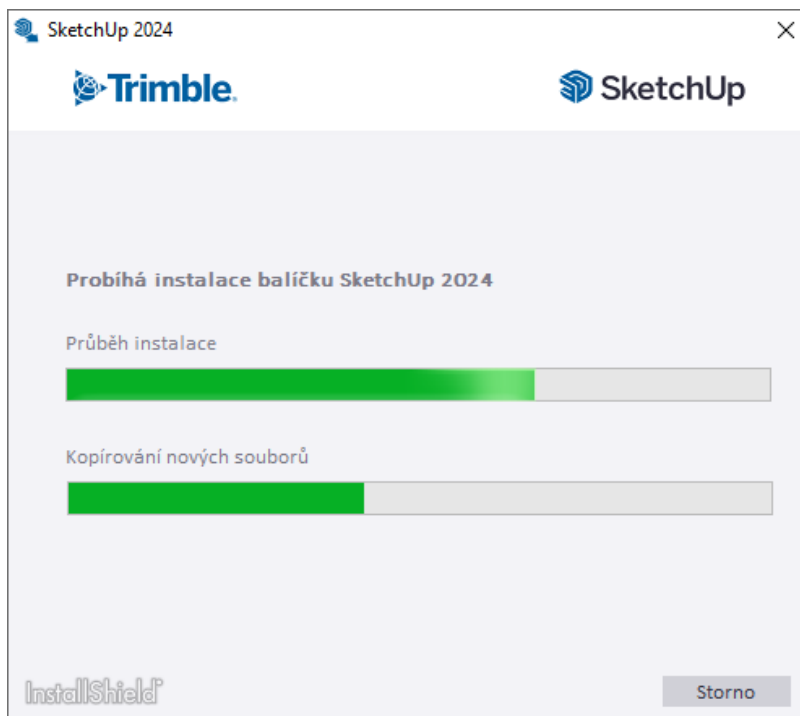 SketchUp 2024
Trimble. SketchUp
Probíhá instalace balíčku SketchUp 2024
Průběh instalace
Kopírování nových souborů
InstallShield
Storno